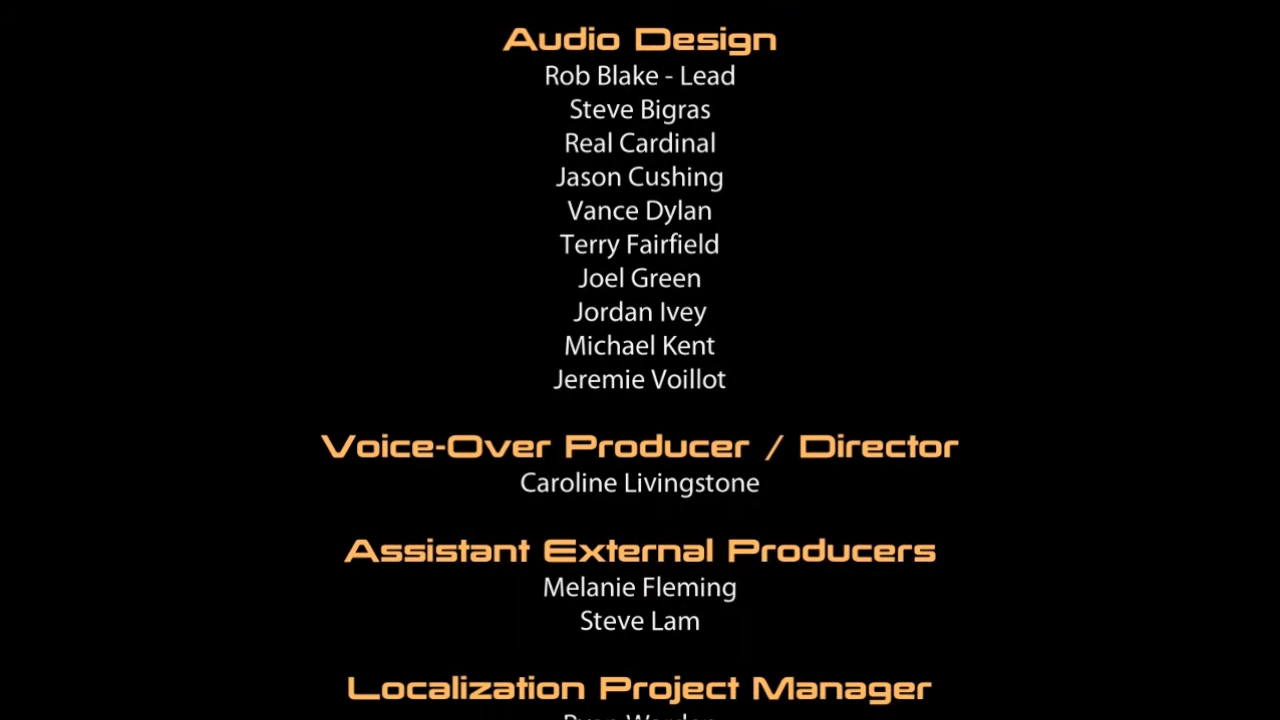 Audio Design
Rob Blake - Lead
Steve Bigras
Real Cardinal
Jason Cushing
Vance Dylan
Terry Fairfield
Joel Green
Jordan Ivey
Michael Kent
Jeremie Voillot
Voice-Over Producer / Director
Caroline Livingstone
Assistant External Producers
Melanie Fleming
Steve Lam
Localization Project Manager